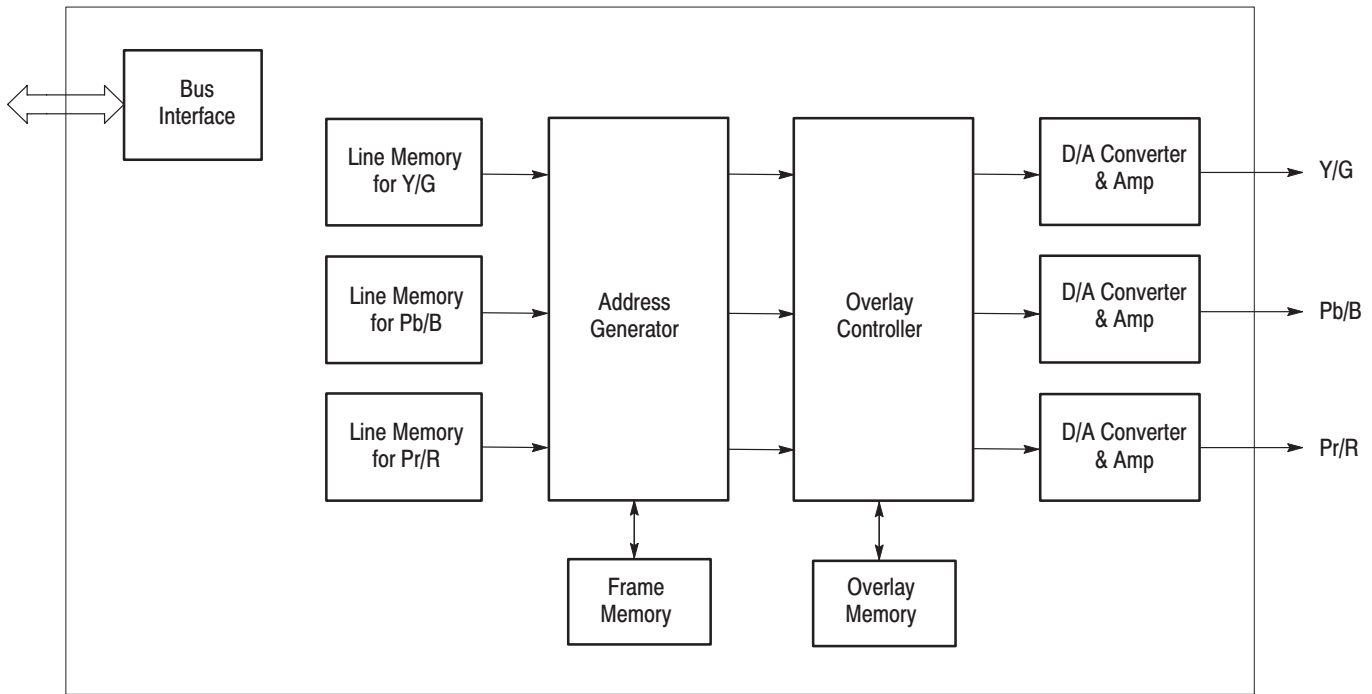 Bus
Interface
Line Memory
for Y/G
Line Memory
for Pb/B
Line Memory
for Pr/R
Address
Generator
Overlay
Controller
D/A Converter
& Amp
D/A Converter
& Amp
D/A Converter
& Amp
Y/G
Pb/B
Pr/R
Frame
Memory
Overlay
Memory